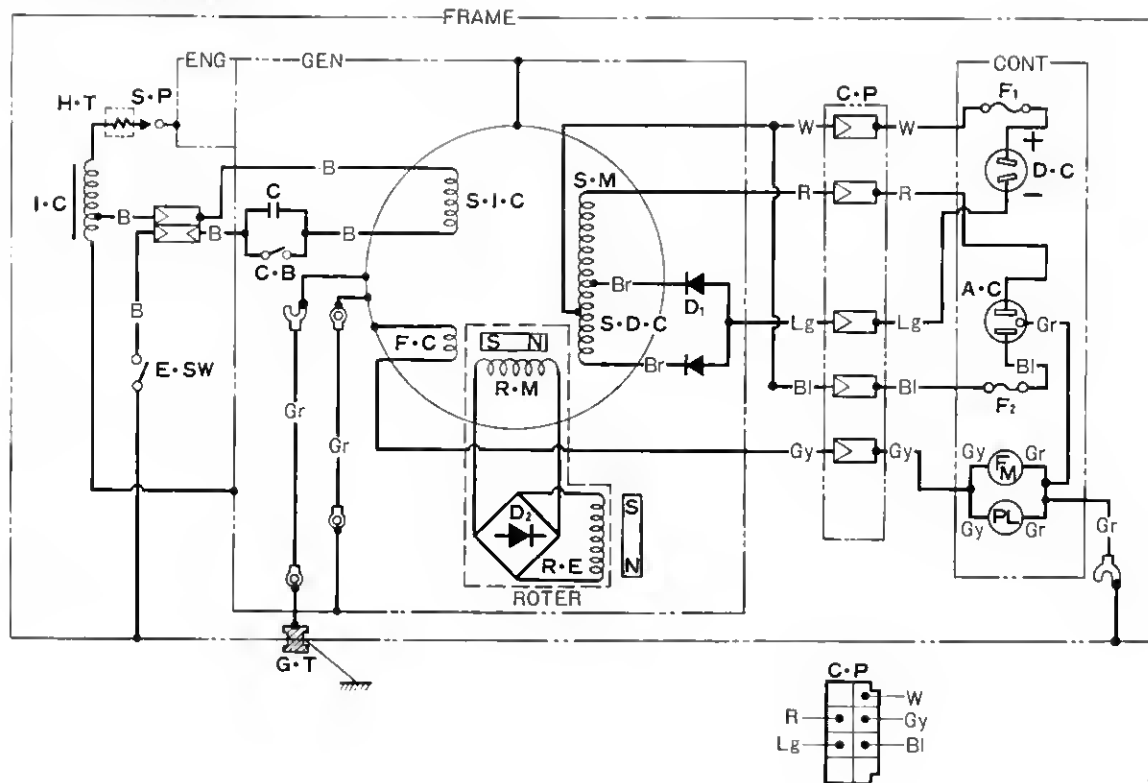 FRAME
ENG
GEN
CONT
H·T
S·P
C·P
F1
W
W
+
D·C
−
B
S·M
R
R
I·C
C
S·I·C
B
B
B
C·B
Br
D1
A·C
Gr
S·D·C
Lg
Lg
B
F·C
S N
Bl
E·SW
R·M
Br
Bl
Bl
F2
Gr
Gr
Gy
Gy
Gy
FM
Gr
D2
S
N
Gy
PL
Gr
Gr
R·E
ROTER
G·T
C·P
W
R
Gy
Lg
Bl